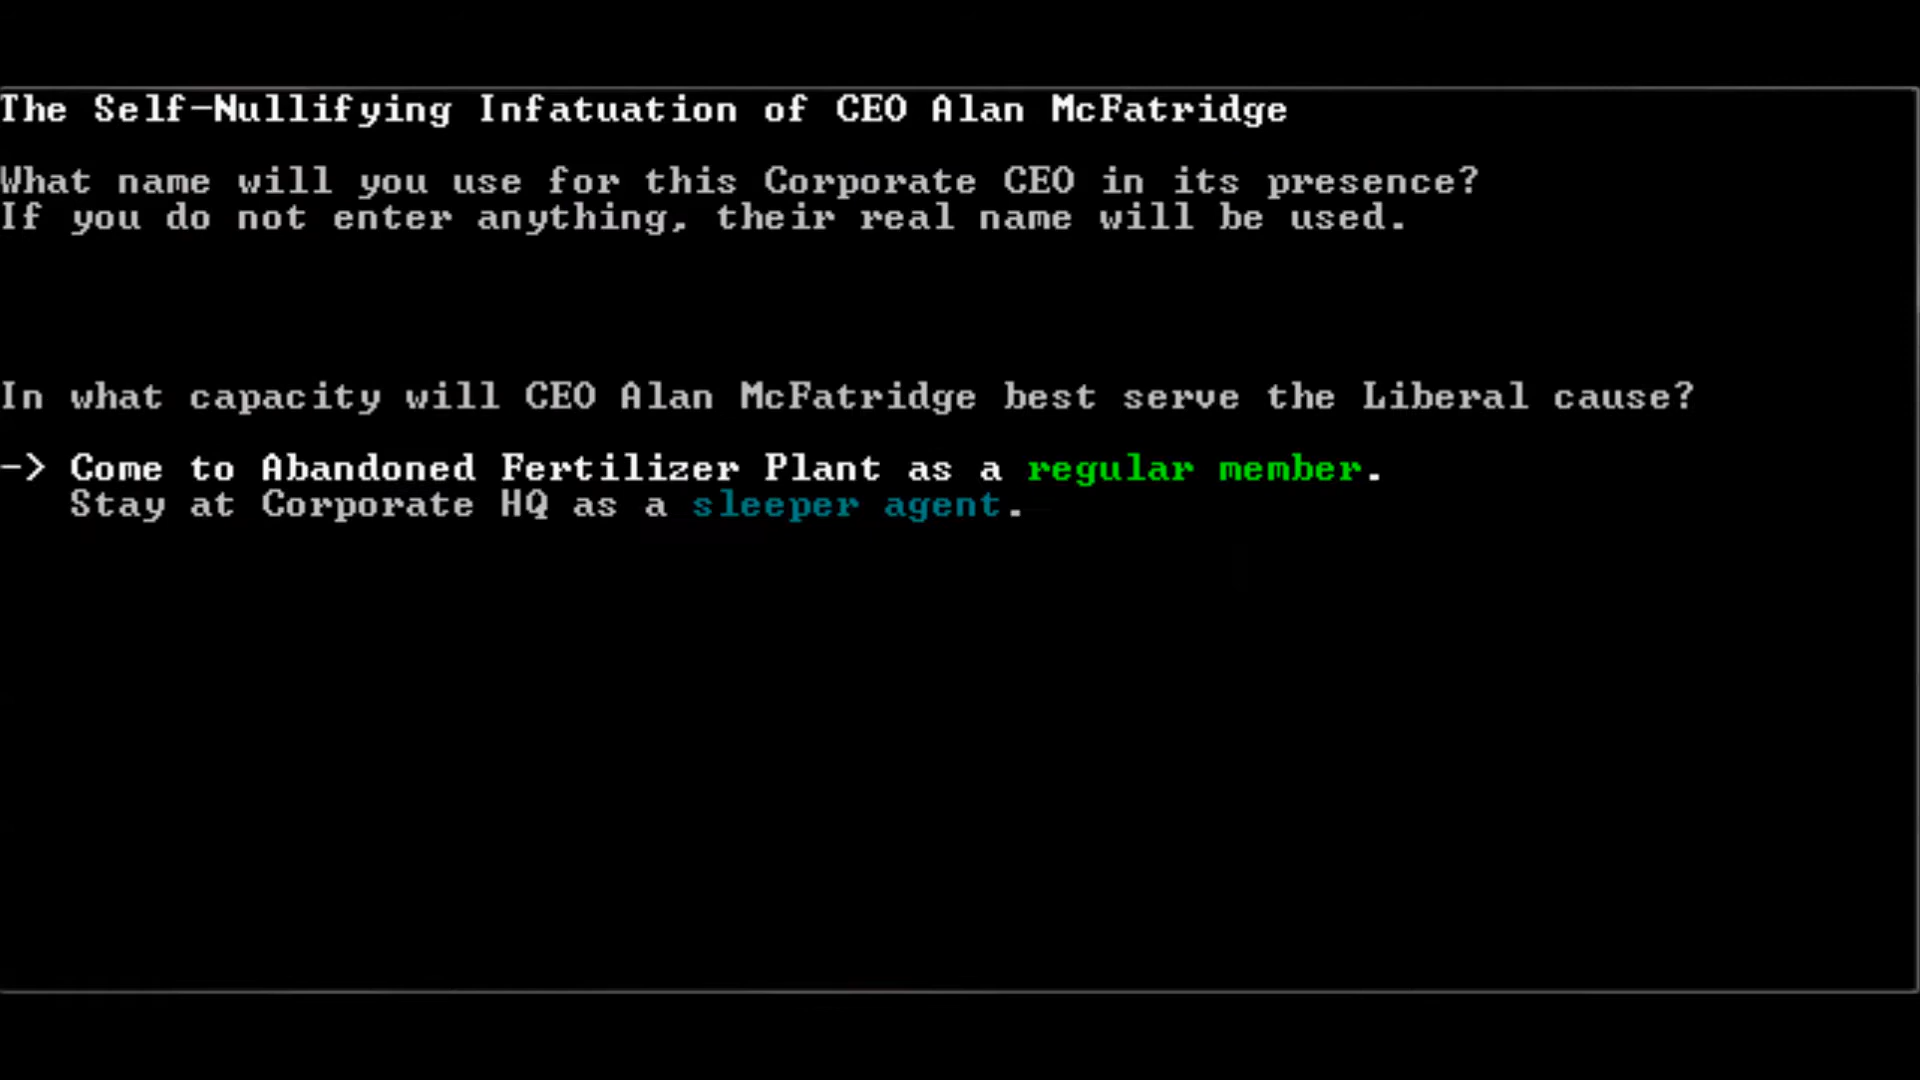 The Self-Nullifying Infatuation of CEO Alan McFatridge
What name will you use for this Corporate CEO in its presence?
If you do not enter anything, their real name will be used.
In what capacity will CEO Alan McFatridge best serve the Liberal cause?
-> Come to Abandoned Fertilizer Plant as a regular member.
Stay at Corporate HQ as a sleeper agent.